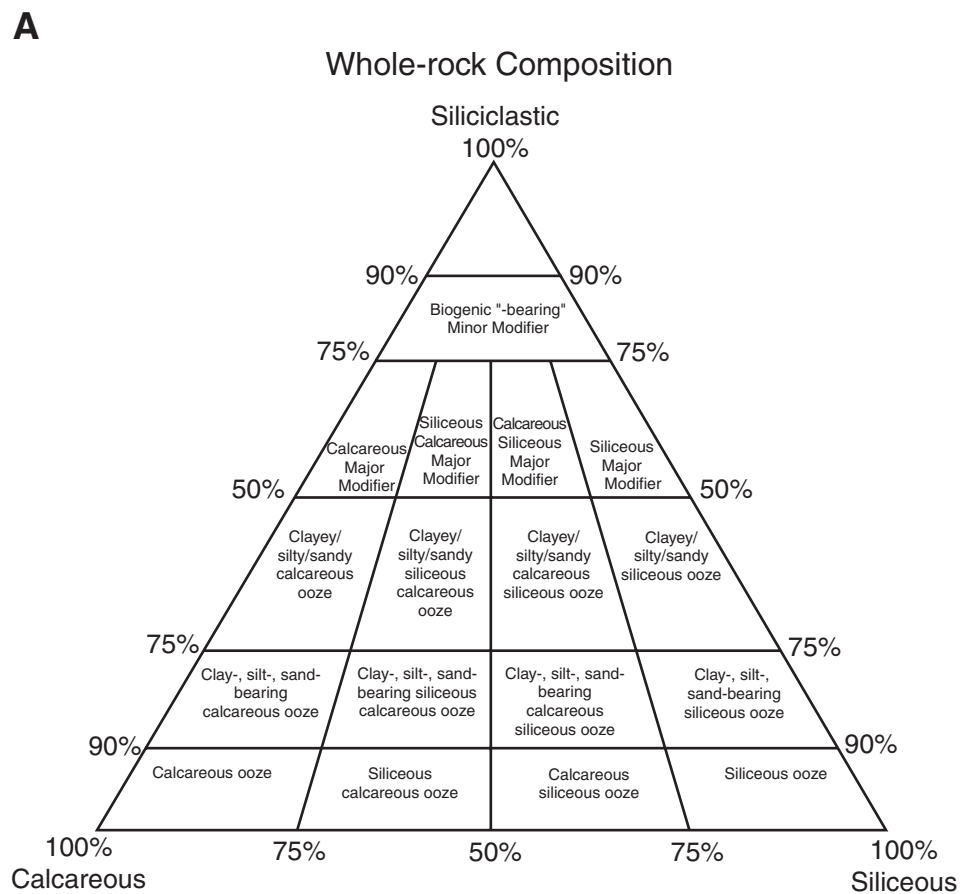 A
Whole-rock Composition
Siliciclastic
100%
90%
90%
Biogenic "-bearing"
Minor Modifier
75%
75%
Calcareous
Major
Modifier
Siliceous
Calcareous
Major
Modifier
Calcareous
Siliceous
Major
Modifier
Siliceous
Major
Modifier
50%
50%
Clayey/
silty/sandy
calcareous
ooze
Clayey/
silty/sandy
siliceous
calcareous
ooze
Clayey/
silty/sandy
calcareous
siliceous ooze
Clayey/
silty/sandy
siliceous ooze
75%
75%
Clay-, silt-, sand-
bearing
calcareous ooze
Clay-, silt-, sand-
bearing siliceous
calcareous ooze
Clay-, silt-, sand-
bearing
calcareous
siliceous ooze
Clay-, silt-,
sand-bearing
siliceous ooze
90%
90%
Calcareous ooze
Siliceous
calcareous ooze
Calcareous
siliceous ooze
Siliceous ooze
100%
75%
50%
75%
100%
Calcareous
Siliceous